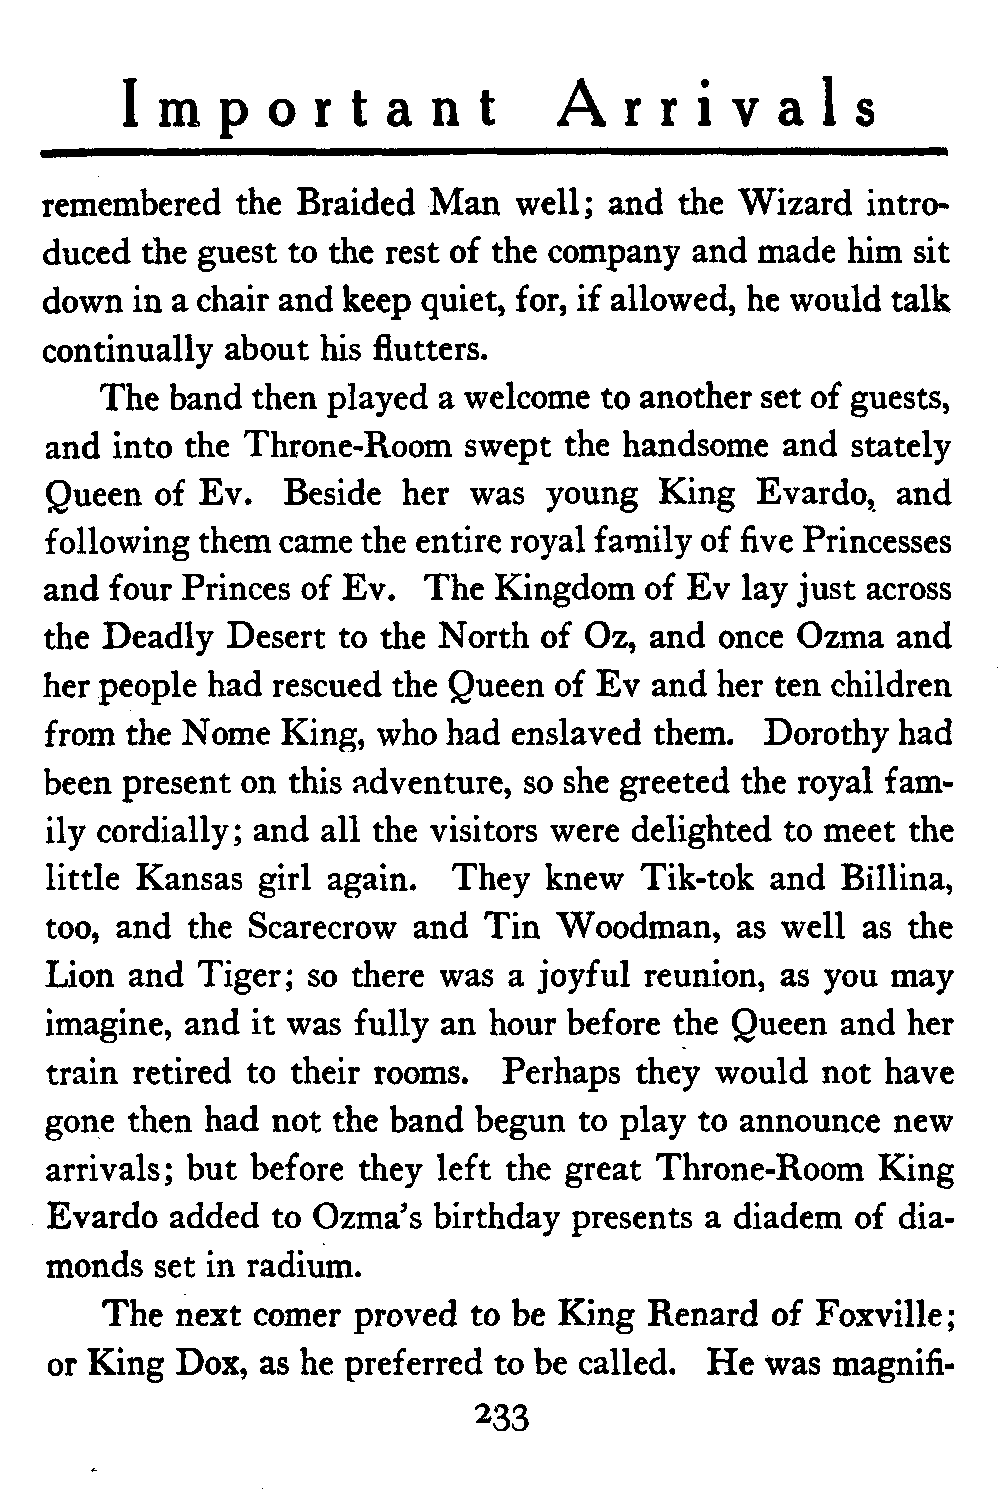 Important Arrivals
remembered the Braided Man well; and the Wizard intro-
duced the guest to the rest of the company and made him sit
down in a chair and keep quiet, for, if allowed, he would talk
continually about his flutters.
The band then played a welcome to another set of guests,
and into the Throne-Room swept the handsome and stately
Queen of Ev. Beside her was young King Evardo, and
following them came the entire royal family of five Princesses
and four Princes of Ev. The Kingdom of Ev lay just across
the Deadly Desert to the North of Oz, and once Ozma and
her people had rescued the Queen of Ev and her ten children
from the Nome King, who had enslaved them. Dorothy had
been present on this adventure, so she greeted the royal fam-
ily cordially; and all the visitors were delighted to meet the
little Kansas girl again. They knew Tik-tok and Billina,
too, and the Scarecrow and Tin Woodman, as well as the
Lion and Tiger; so there was a joyful reunion, as you may
imagine, and it was fully an hour before the Queen and her
train retired to their rooms. Perhaps they would not have
gone then had not the band begun to play to announce new
arrivals; but before they left the great Throne-Room King
Evardo added to Ozma's birthday presents a diadem of dia-
monds set in radium.
The next comer proved to be King Renard of Foxville;
or King Dox, as he preferred to be called. He was magnifi-
233